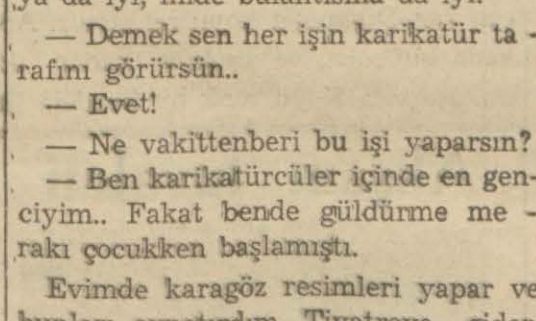 — Demek sen her işin karikatür ta -
rafını görürsün..
— Evet!
— Ne vakittenberi bu işi yaparsın?
— Ben karikatürcüler içinde en gen-
ciyim.. Fakat bende güldürme me -
rakı çocukken başlamıştı.
Evimde karagöz resimleri yapar ve